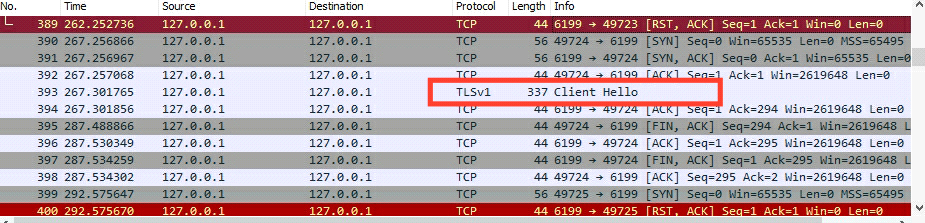 No. Time Source Destination Protocol Length Info
389 262.252736 127.0.0.1 127.0.0.1 TCP 44 6199 → 49723 [RST, ACK] Seq=1 Ack=1 Win=0 Len=0
390 267.256866 127.0.0.1 127.0.0.1 TCP 56 49724 → 6199 [SYN] Seq=0 Win=65535 Len=0 MSS=65495
391 267.256967 127.0.0.1 127.0.0.1 TCP 56 6199 → 49724 [SYN, ACK] Seq=0 Ack=1 Win=65535 Len=0
392 267.257068 127.0.0.1 127.0.0.1 TCP 44 49724 → 6199 [ACK] Seq=1 Ack=1 Win=2619648 Len=0
393 267.301765 127.0.0.1 127.0.0.1 TLSv1 337 Client Hello
394 267.301856 127.0.0.1 127.0.0.1 TCP 44 6199 → 49724 [ACK] Seq=1 Ack=294 Win=2619648 Len=0
395 287.488866 127.0.0.1 127.0.0.1 TCP 44 49724 → 6199 [FIN, ACK] Seq=294 Ack=1 Win=2619648 L
396 287.530349 127.0.0.1 127.0.0.1 TCP 44 6199 → 49724 [ACK] Seq=1 Ack=295 Win=2619648 Len=0
397 287.534259 127.0.0.1 127.0.0.1 TCP 44 6199 → 49724 [FIN, ACK] Seq=1 Ack=295 Win=2619648 L
398 287.534302 127.0.0.1 127.0.0.1 TCP 44 49724 → 6199 [ACK] Seq=295 Ack=2 Win=2619648 Len=0
399 292.575647 127.0.0.1 127.0.0.1 TCP 56 49725 → 6199 [SYN] Seq=0 Win=65535 Len=0 MSS=65495
400 292.575670 127.0.0.1 127.0.0.1 TCP 44 6199 → 49725 [RST, ACK] Seq=1 Ack=1 Win=0 Len=0